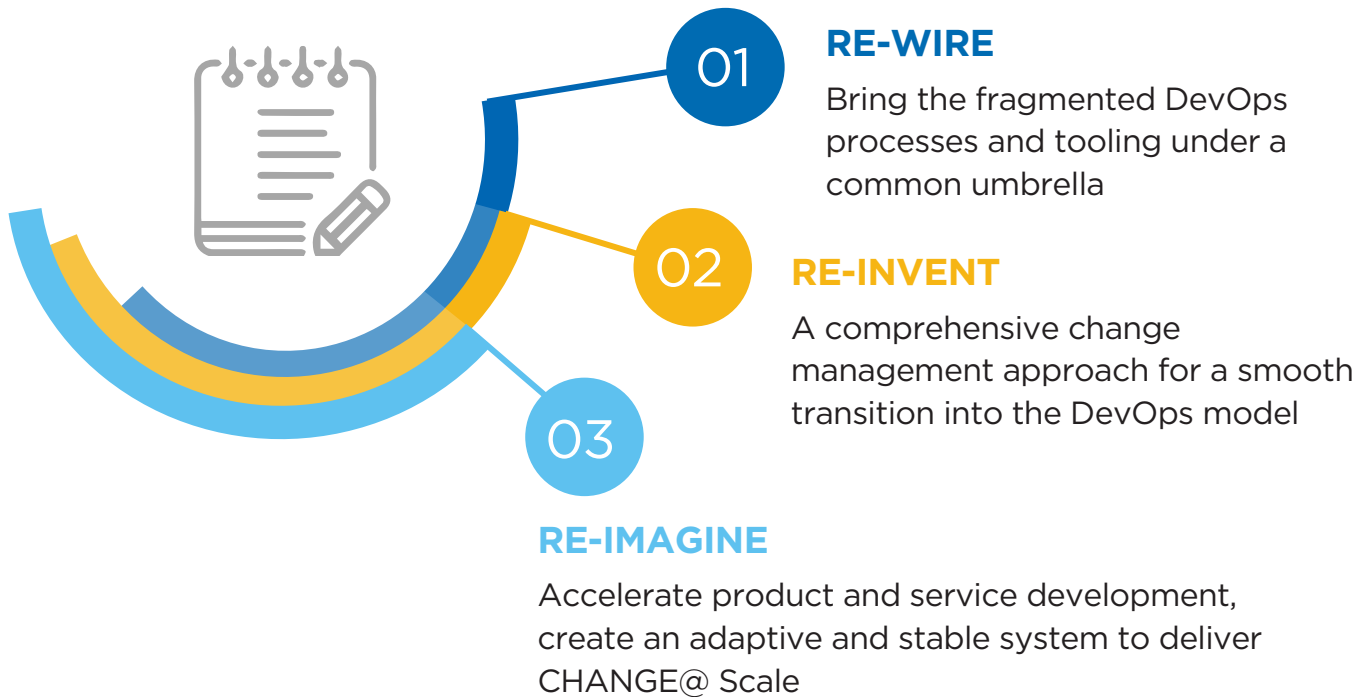 01
RE-WIRE
Bring the fragmented DevOps
processes and tooling under a
common umbrella
02
RE-INVENT
A comprehensive change
management approach for a smooth
transition into the DevOps model
03
RE-IMAGINE
Accelerate product and service development,
create an adaptive and stable system to deliver
CHANGE@ Scale